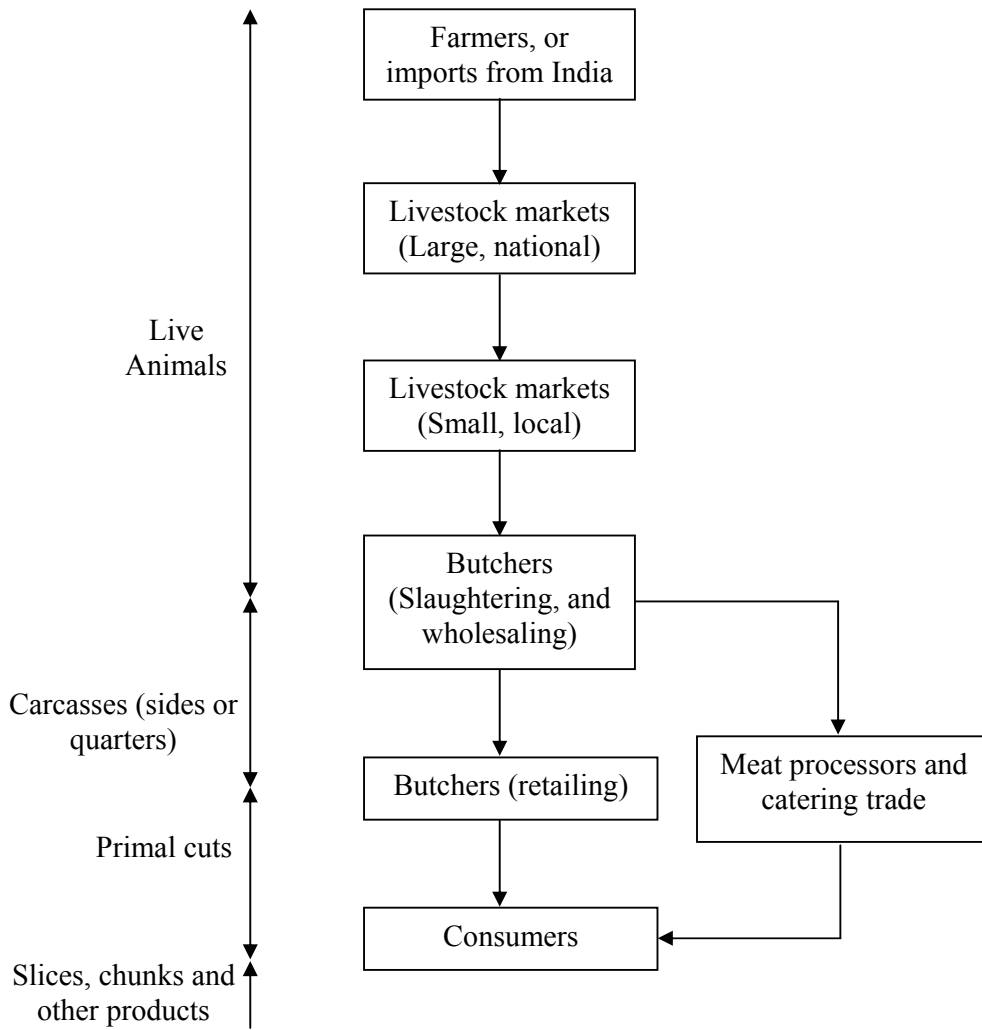 Farmers, or
imports from India
Livestock markets
(Large, national)
Live
Animals
Livestock markets
(Small, local)
Butchers
(Slaughtering, and
wholesaling)
Carcasses (sides or
quarters)
Butchers (retailing)
Meat processors and
catering trade
Primal cuts
Consumers
Slices, chunks and
other products